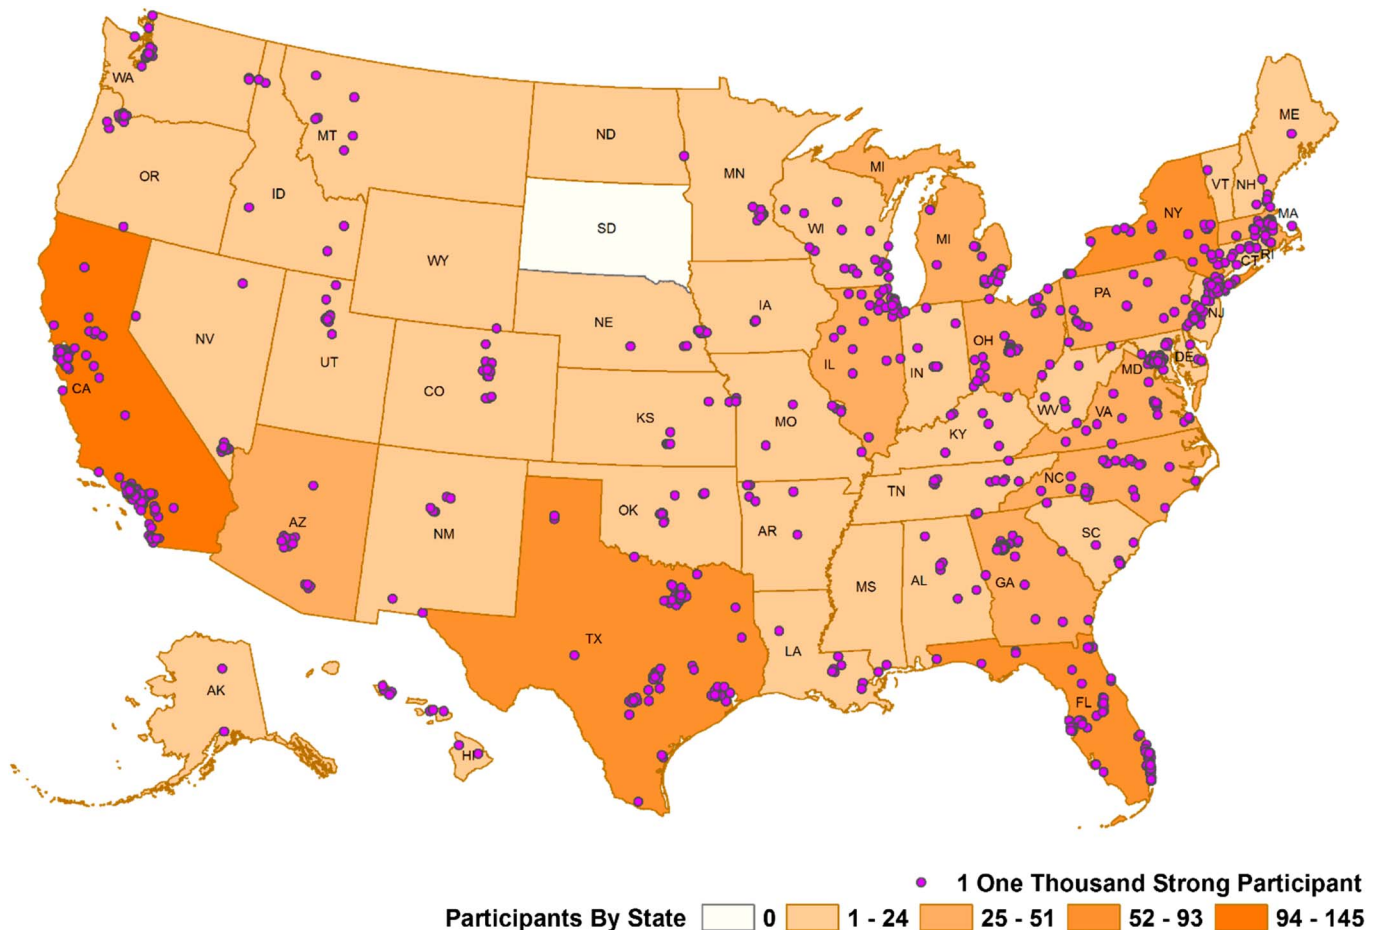 WA
ME
MT
ND
MN
MI
OR
ID
VT
NH
NY
MA
SD
WI
MI
WY
RI
CT
PA
IA
NE
NJ
NV
OH
UT
DE
IL
IN
MD
CO
CA
WV
VA
KS
MO
KY
NC
TN
OK
AZ
NM
AR
SC
MS
AL
GA
TX
LA
AK
FL
HI
1 One Thousand Strong Participant
Participants By State 0 1 - 24 25 - 51 52 - 93 94 - 145